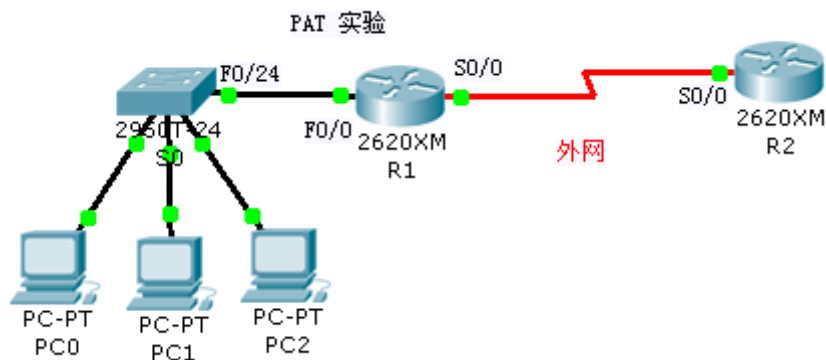 PAT 实验
F0/24
S0/0
2950T-24
S0
F0/0
2620XM
R1
外网
S0/0
2620XM
R2
PC-PT
PC0
PC-PT
PC1
PC-PT
PC2